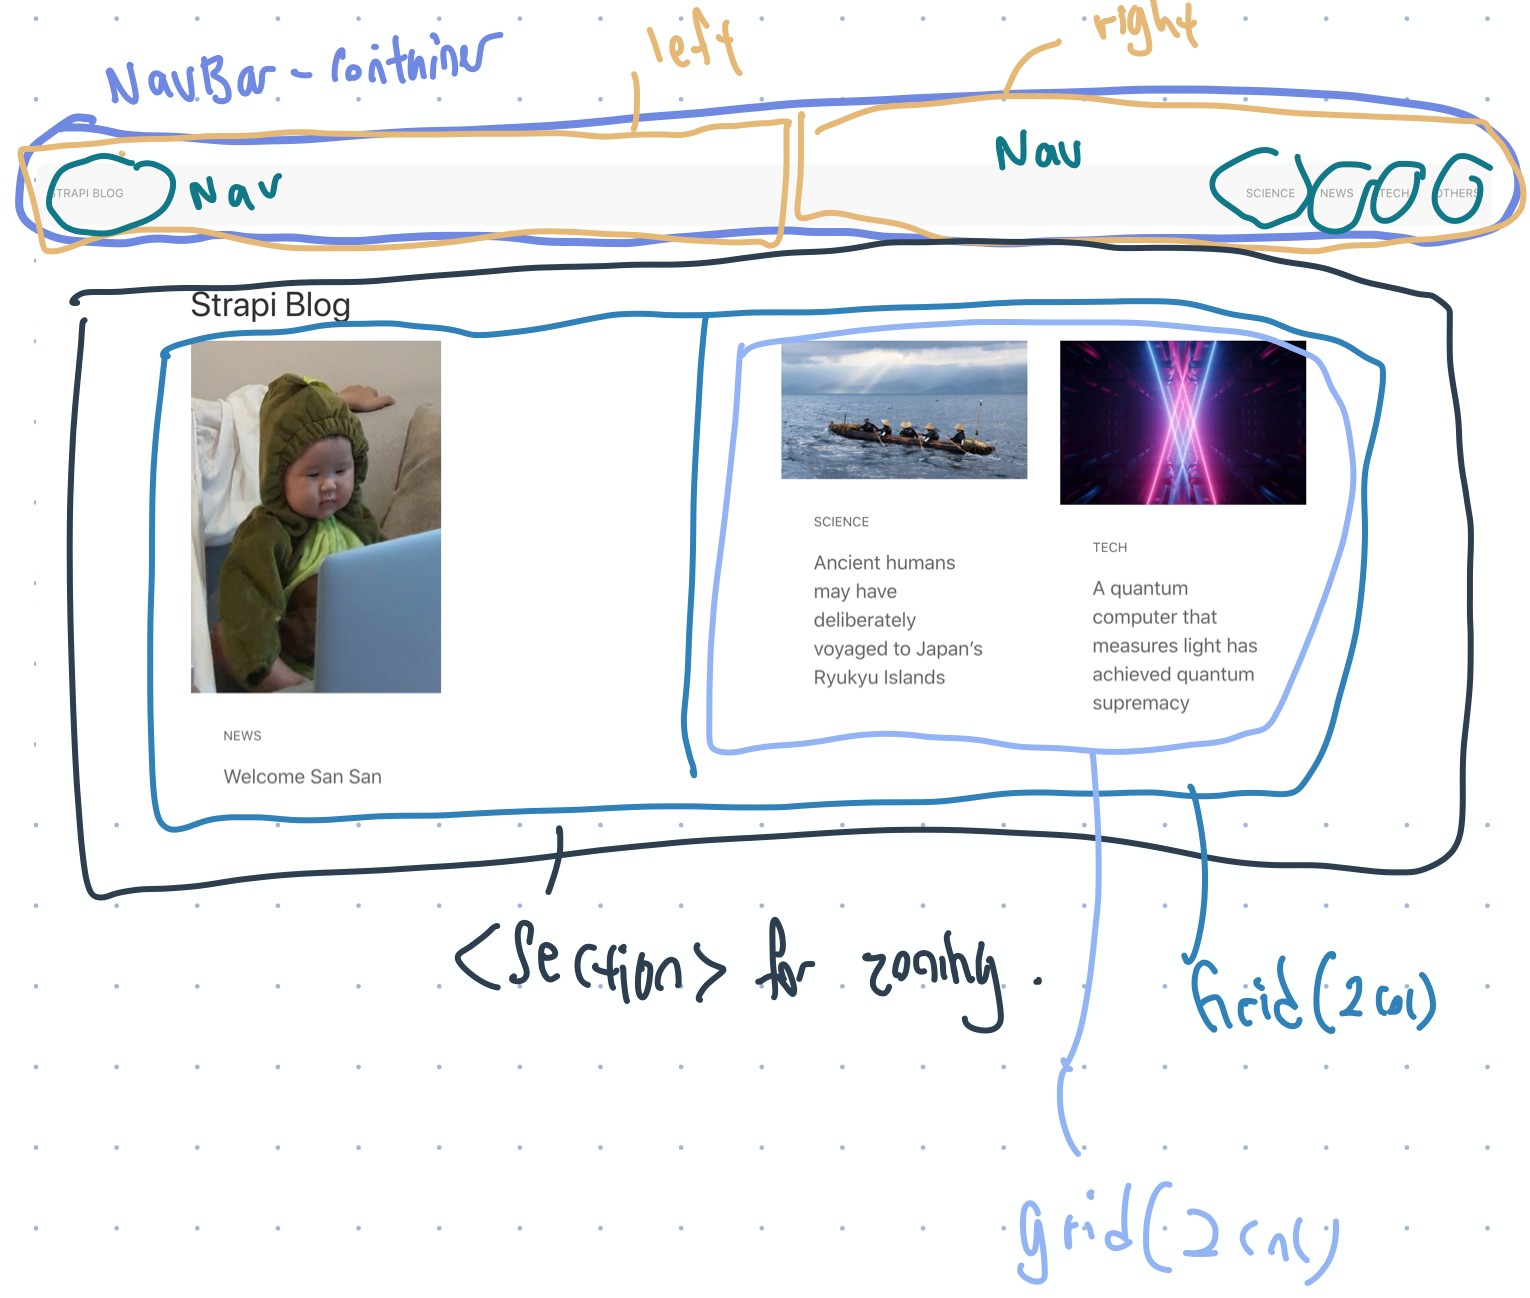 left
right
NavBar - Container
Nav
STRAPI BLOG
Nav
SCIENCE
NEWS
TECH
OTHERS
Strapi Blog
SCIENCE
Ancient humans
may have
deliberately
voyaged to Japan’s
Ryukyu Islands
TECH
A quantum
computer that
measures light has
achieved quantum
supremacy
NEWS
Welcome San San
<Section> for zoning.
Grid (2 col)
grid (2 col)